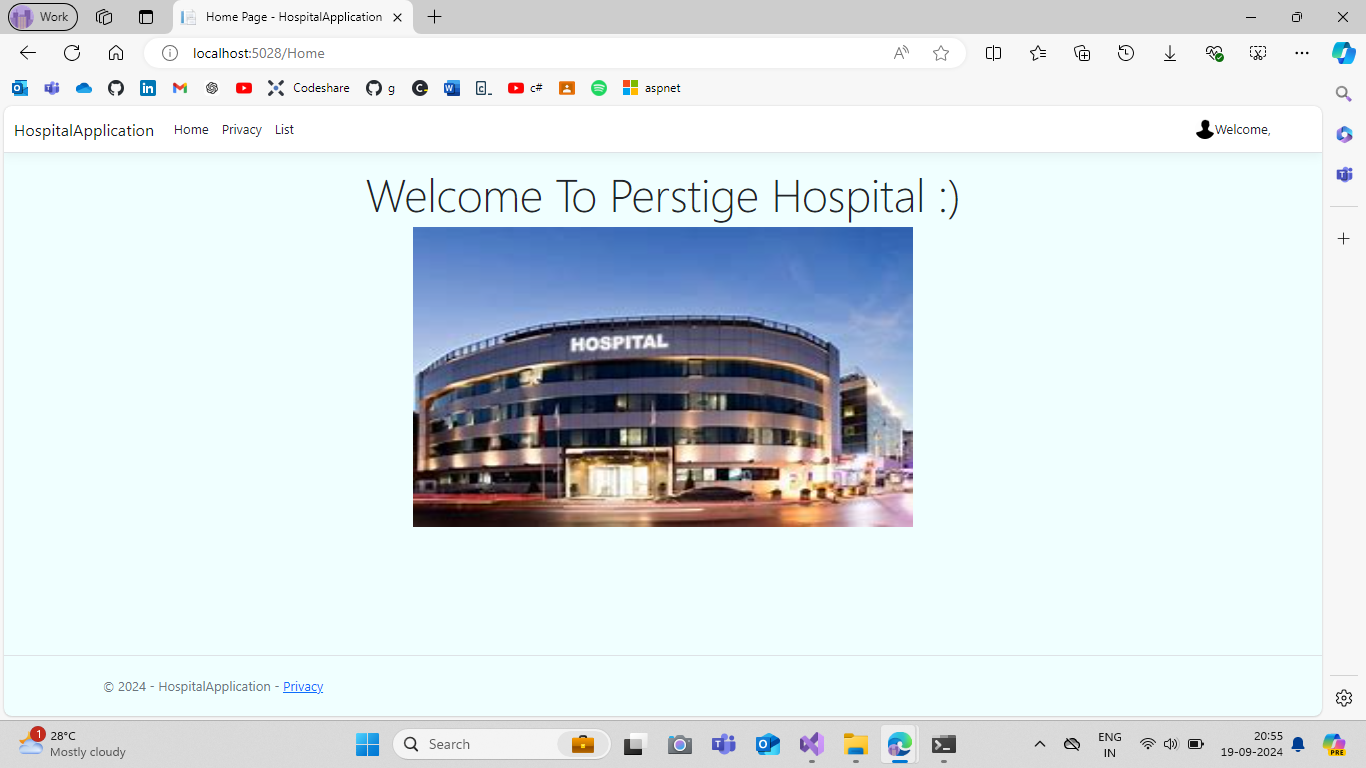 Work
Home Page - HospitalApplication
localhost:5028/Home
Codeshare
g
c#
aspnet
HospitalApplication
Home
Privacy
List
Welcome,
Welcome To Perstige Hospital :)
HOSPITAL
© 2024 - HospitalApplication - Privacy
1
28°C
Mostly cloudy
Search
ENG
IN
20:55
19-09-2024
PRE